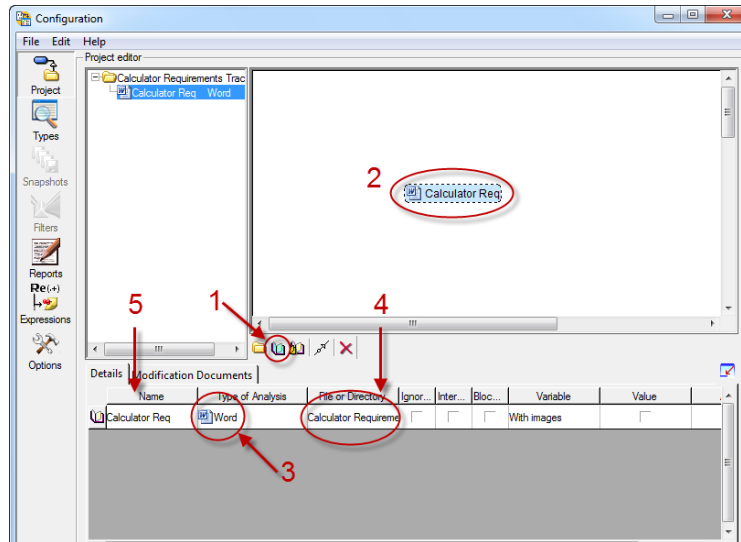 Configuration
File Edit Help
Project editor
Project
Types
Snapshots
Filters
Reports
Re(.+)
Expressions
Options
Calculator Requirements Trac
Calculator Req Word
2
Calculator Req
5
1
4
Details Modification Documents
Name Type of Analysis File or Directory Ignor... Inter... Bloc... Variable Value
Calculator Req Word Calculator Requireme With images
3